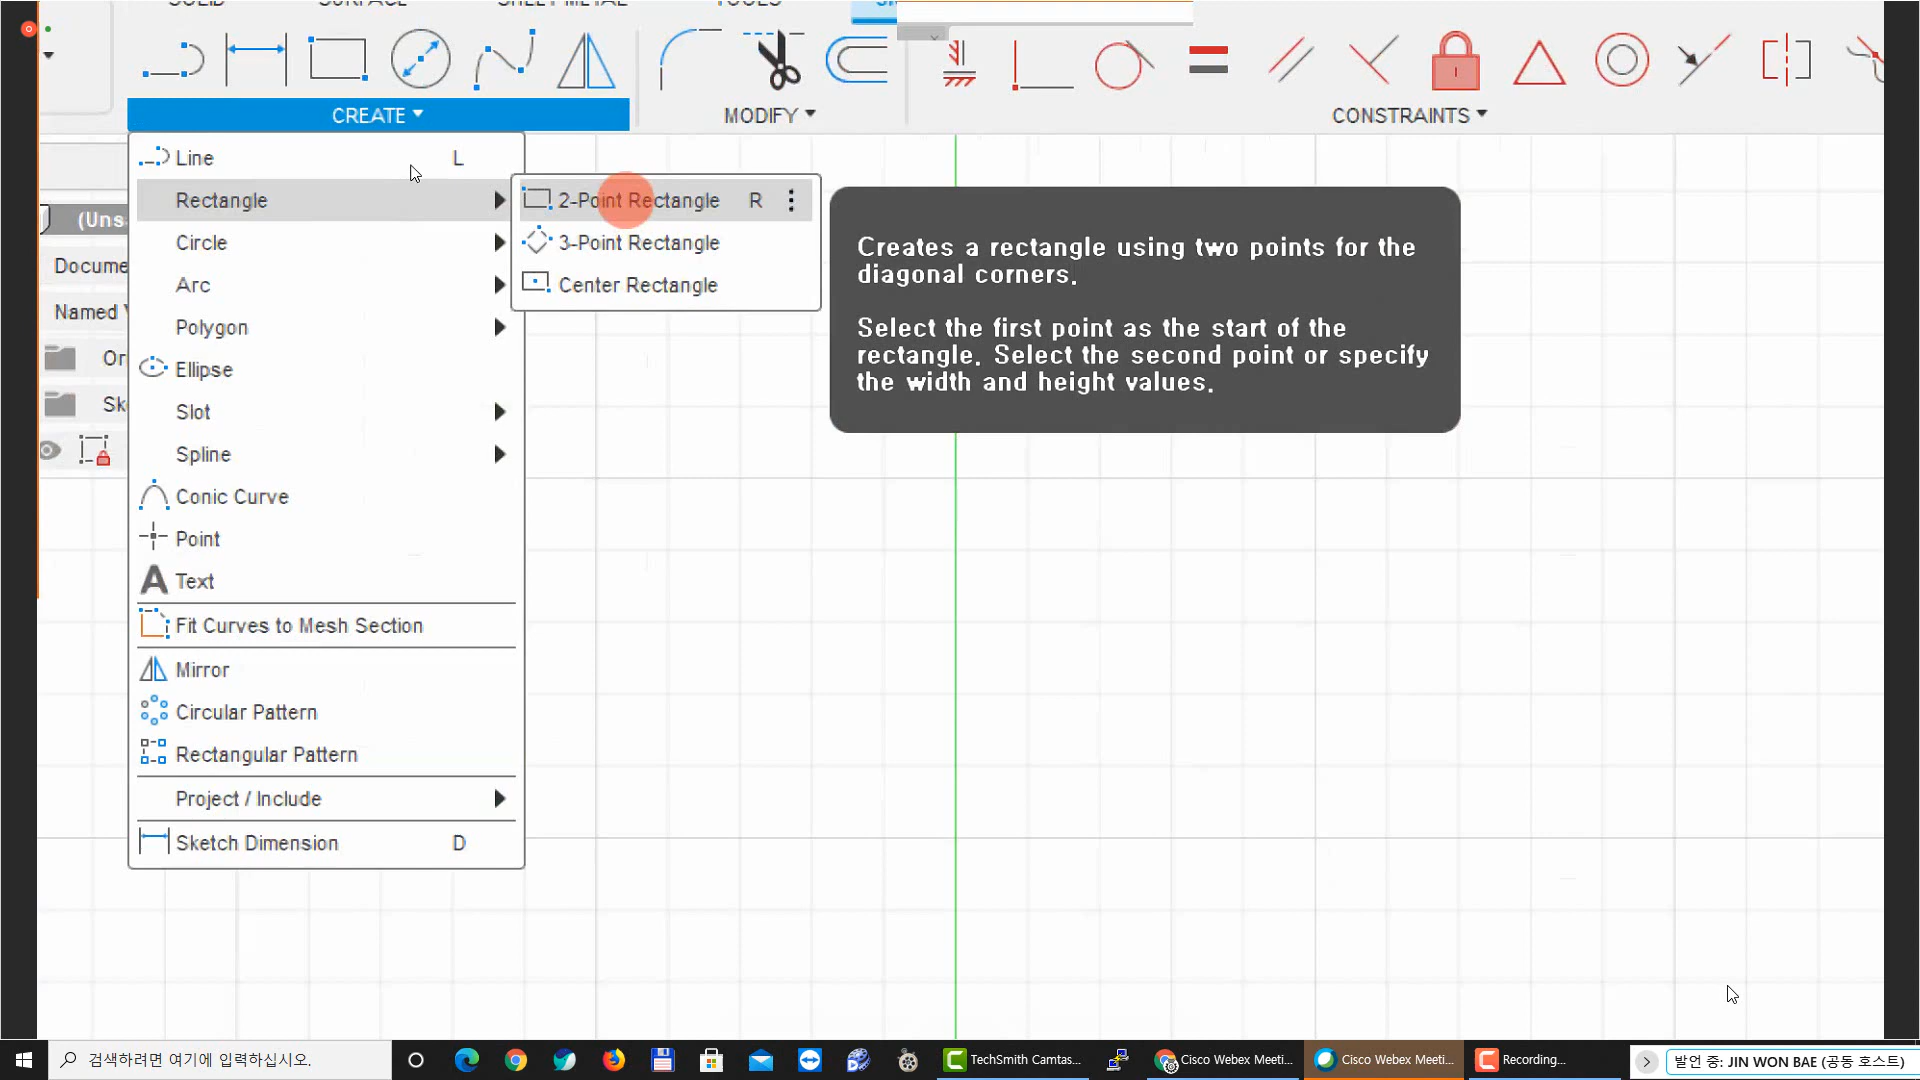 SOLID
SURFACE
SHEET METAL
TOOLS
CREATE
MODIFY
CONSTRAINTS
Line L
Rectangle
Circle
Arc
Polygon
Ellipse
Slot
Spline
Conic Curve
Point
A Text
Fit Curves to Mesh Section
Mirror
Circular Pattern
Rectangular Pattern
Project / Include
Sketch Dimension D
2-Point Rectangle R
3-Point Rectangle
Center Rectangle
Creates a rectangle using two points for the
diagonal corners.
Select the first point as the start of the
rectangle. Select the second point or specify
the width and height values.
(Uns
Docume
Named
Or
Sk
검색하려면 여기에 입력하십시오.
TechSmith Camtas...
Cisco Webex Meeti...
Cisco Webex Meeti...
Recording...
발언 중: JIN WON BAE (공동 호스트)